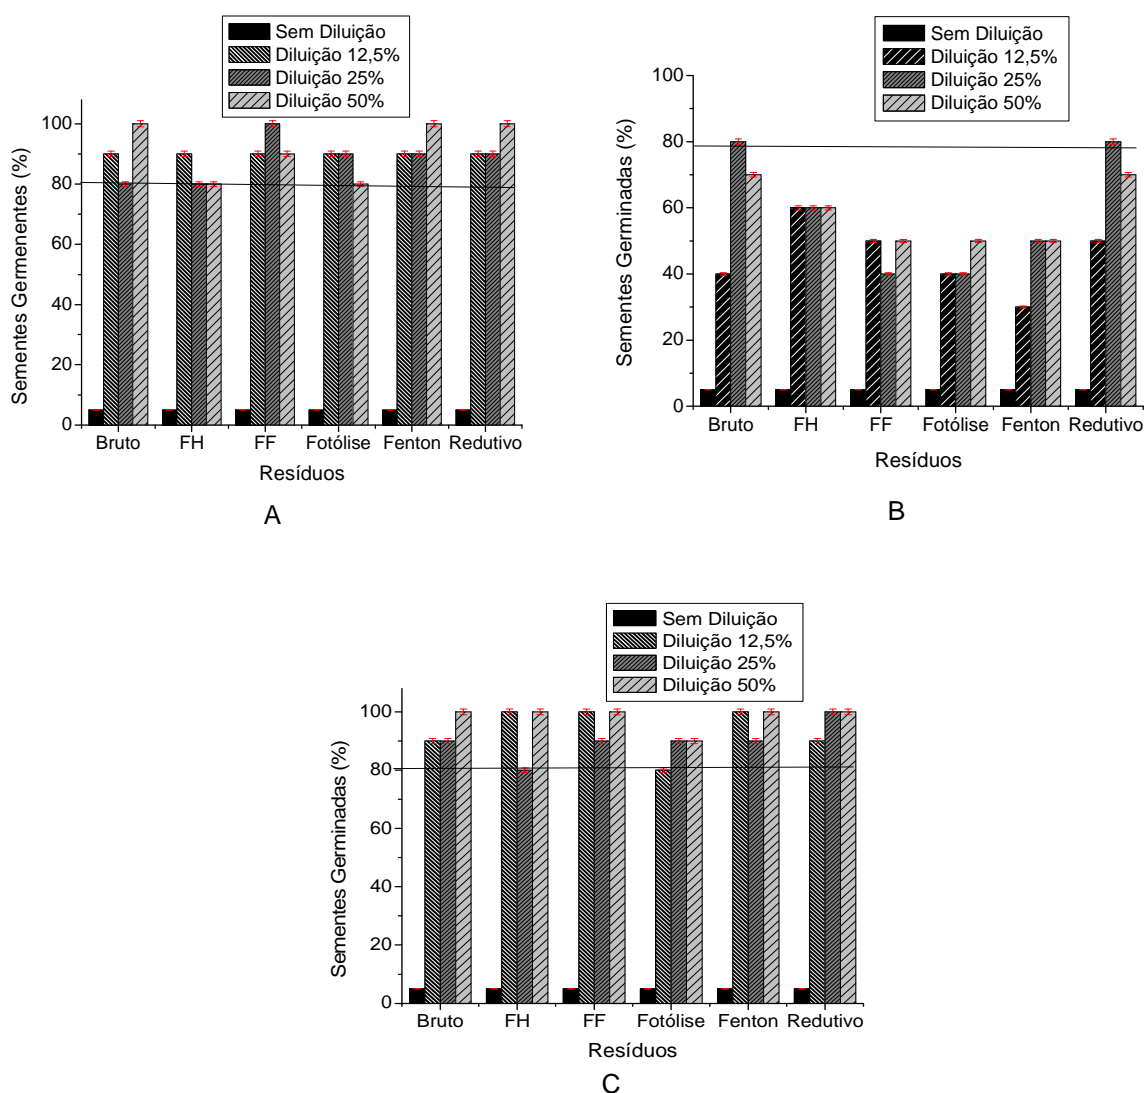 Sem Diluição
Diluição 12,5%
Diluição 25%
Diluição 50%
Sementes Germenentes (%)
100
80
60
40
20
0
Bruto FH FF Fotólise Fenton Redutivo
Resíduos
A
Sem Diluição
Diluição 12,5%
Diluição 25%
Diluição 50%
Sementes Germinadas (%)
100
80
60
40
20
0
Bruto FH FF Fotólise Fenton Redutivo
Resíduos
B
Sem Diluição
Diluição 12,5%
Diluição 25%
Diluição 50%
Sementes Germinadas (%)
100
80
60
40
20
0
Bruto FH FF Fotólise Fenton Redutivo
Resíduos
C